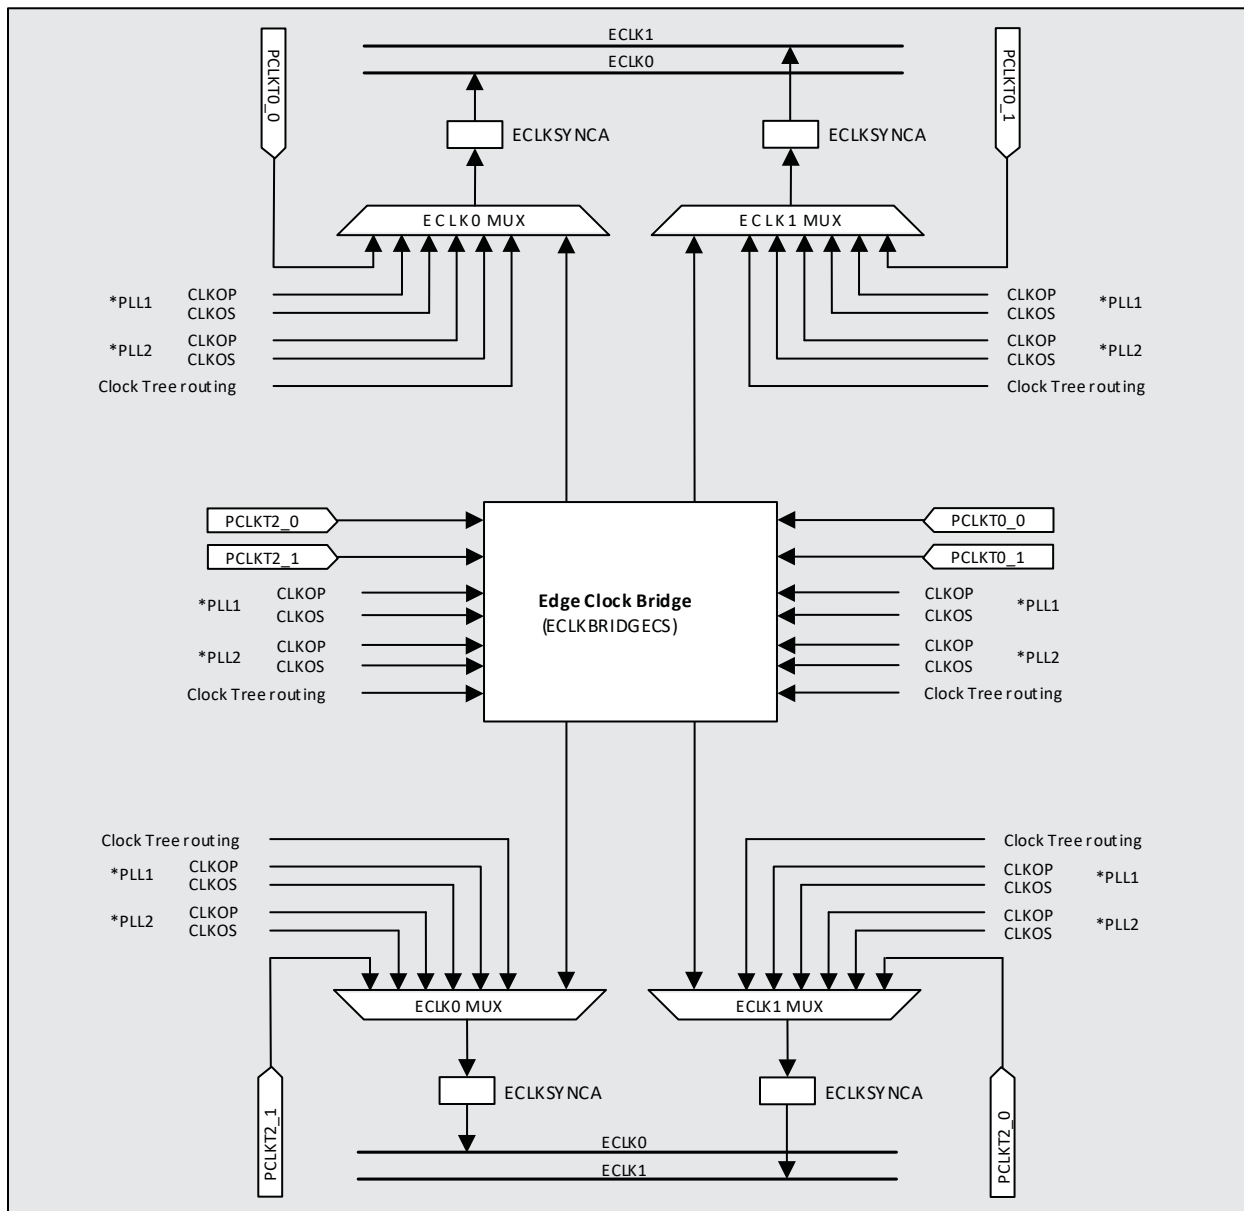 ECLK1
ECLK0
PCLKT0_0
PCLKT0_1
ECLKSYNCA
ECLKSYNCA
ECLK0 MUX
ECLK1 MUX
*PLL1 CLKOP
CLKOS
*PLL2 CLKOP
CLKOS
Clock Tree routing
CLKOP *PLL1
CLKOS
CLKOP *PLL2
CLKOS
Clock Tree routing
PCLKT2_0
PCLKT2_1
*PLL1 CLKOP
CLKOS
*PLL2 CLKOP
CLKOS
Clock Tree routing
Edge Clock Bridge
(ECLKBRIDGECS)
PCLKT0_0
PCLKT0_1
CLKOP *PLL1
CLKOS
CLKOP *PLL2
CLKOS
Clock Tree routing
Clock Tree routing
*PLL1 CLKOP
CLKOS
*PLL2 CLKOP
CLKOS
Clock Tree routing
CLKOP *PLL1
CLKOS
CLKOP *PLL2
CLKOS
ECLK0 MUX
ECLK1 MUX
ECLKSYNCA
ECLKSYNCA
PCLKT2_1
PCLKT2_0
ECLK0
ECLK1